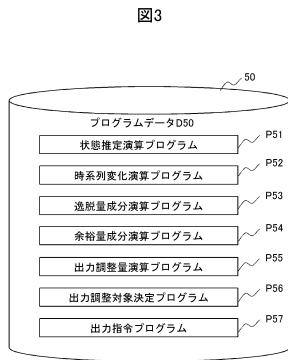 図3
50
プログラムデータD50
状態推定演算プログラム P51
時系列変化演算プログラム P52
逸脱量成分演算プログラム P53
余裕量成分演算プログラム P54
出力調整量演算プログラム P55
出力調整対象決定プログラム P56
出力指令プログラム P57